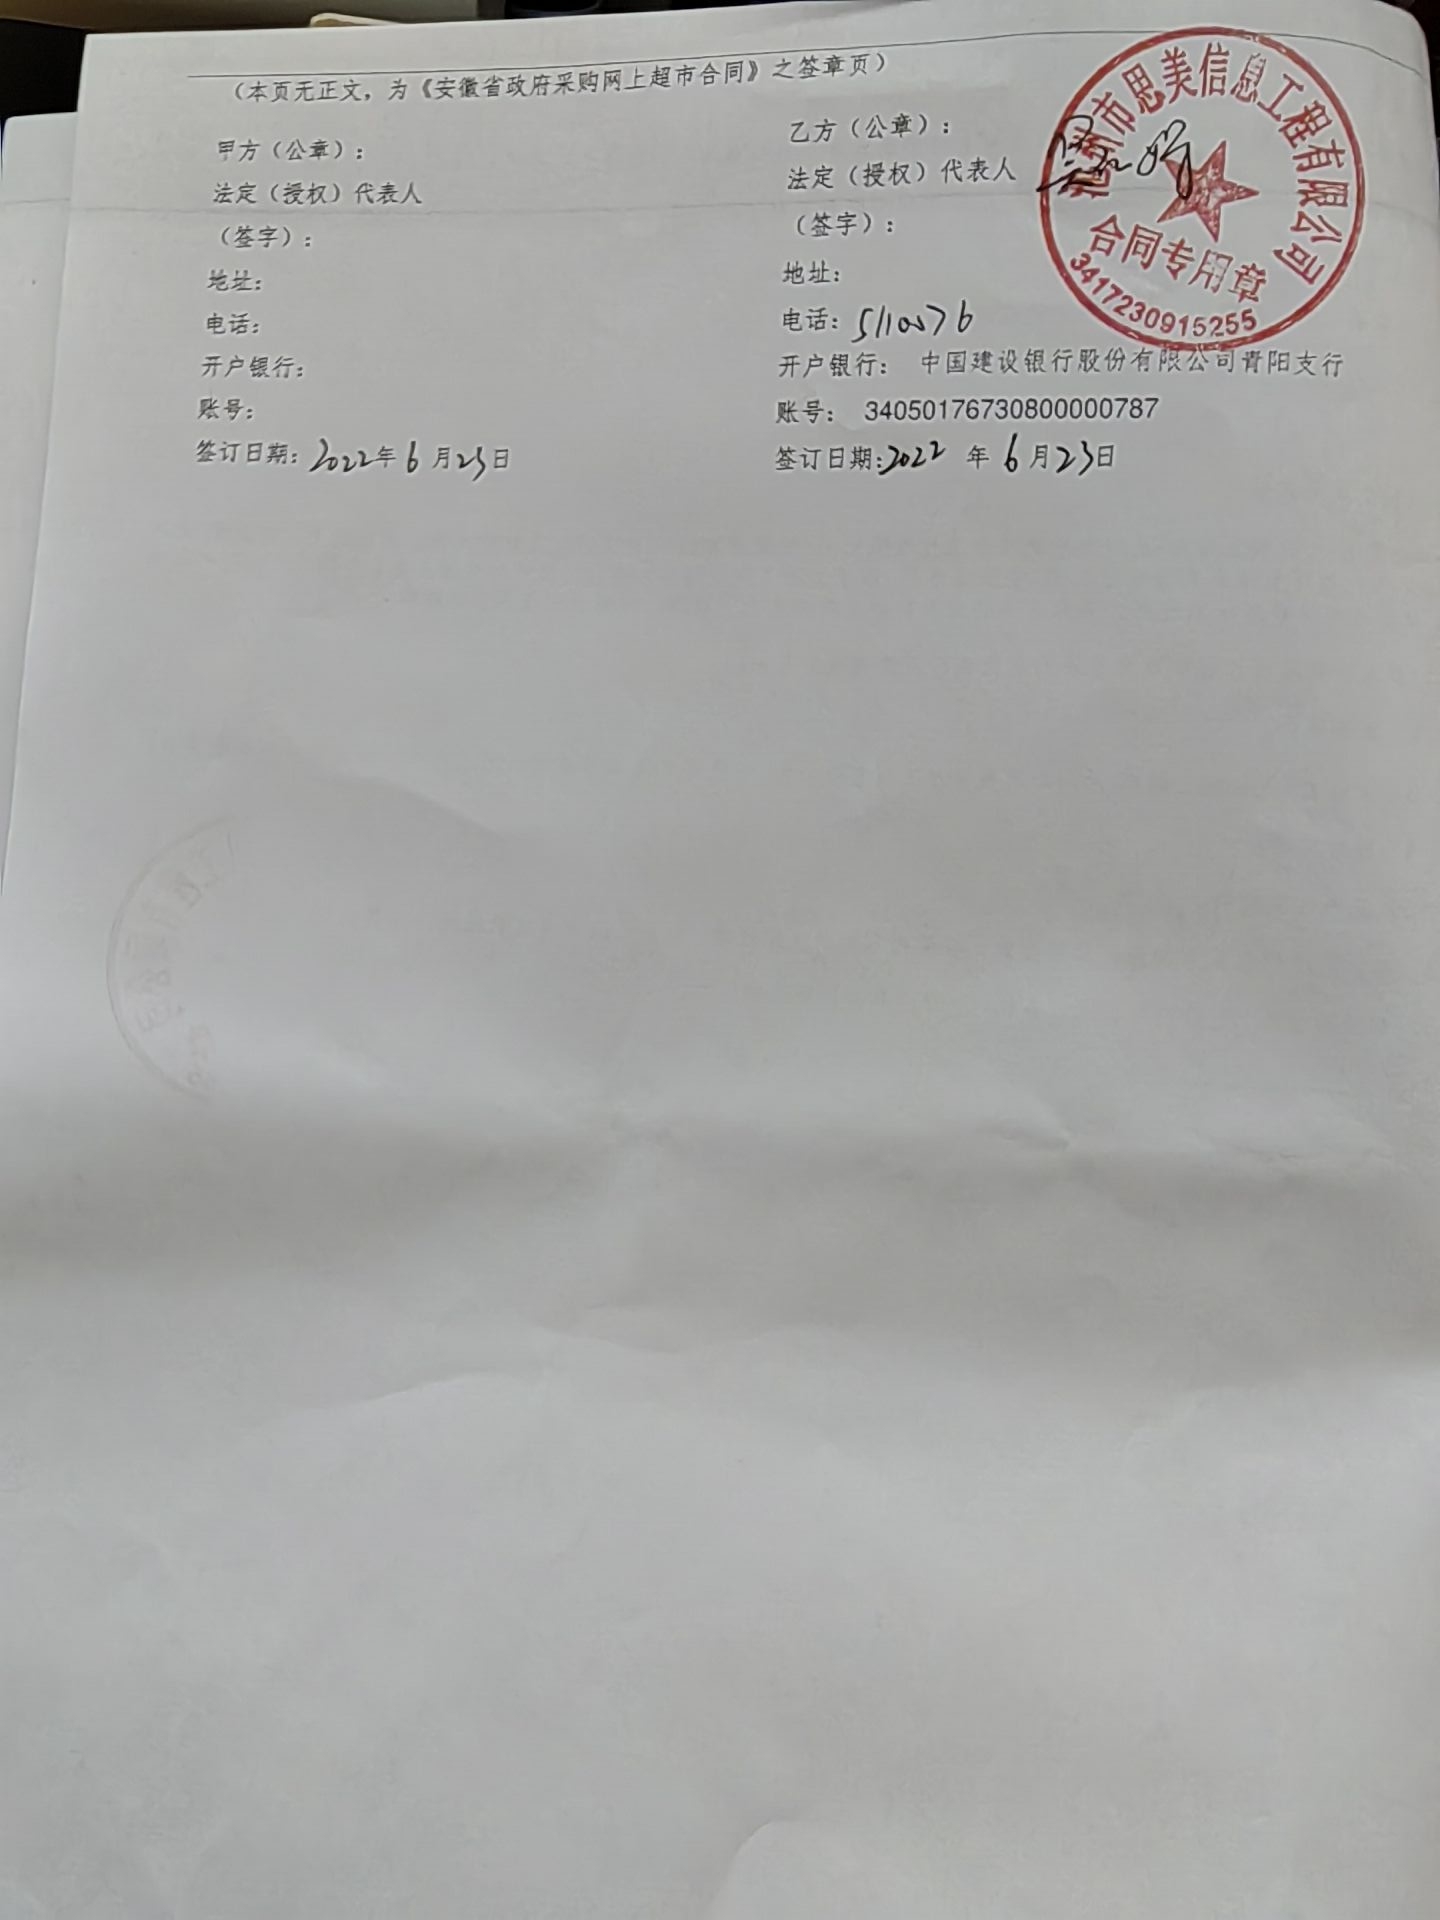 （本页无正文，为《安徽省政府采购网上超市合同》之签章页）
甲方（公章）：
法定（授权）代表人
（签字）：
地址：
电话：
开户银行：
账号：
签订日期：2022年6月23日
乙方（公章）：
法定（授权）代表人
（签字）：
地址：
电话：5110076
开户银行： 中国建设银行股份有限公司青阳支行
账号： 34050176730800000787
签订日期：2022 年 6月23日
市思美信息工程有限公司
合同专用章
3417230915255